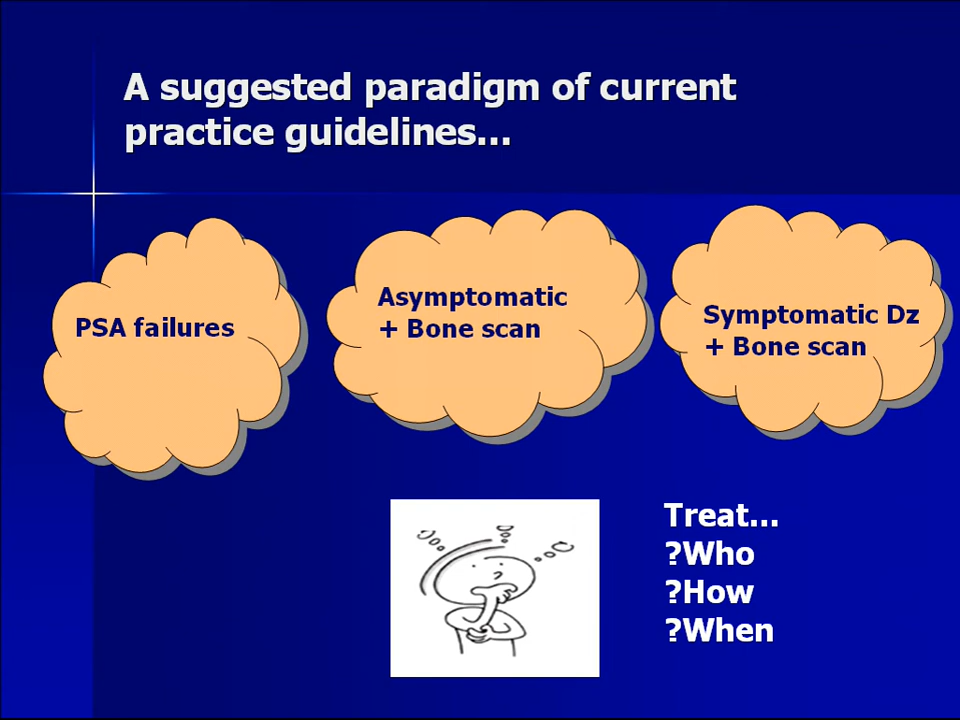 A suggested paradigm of current
practice guidelines...
PSA failures
Asymptomatic
+ Bone scan
Symptomatic Dz
+ Bone scan
Treat...
?Who
?How
?When